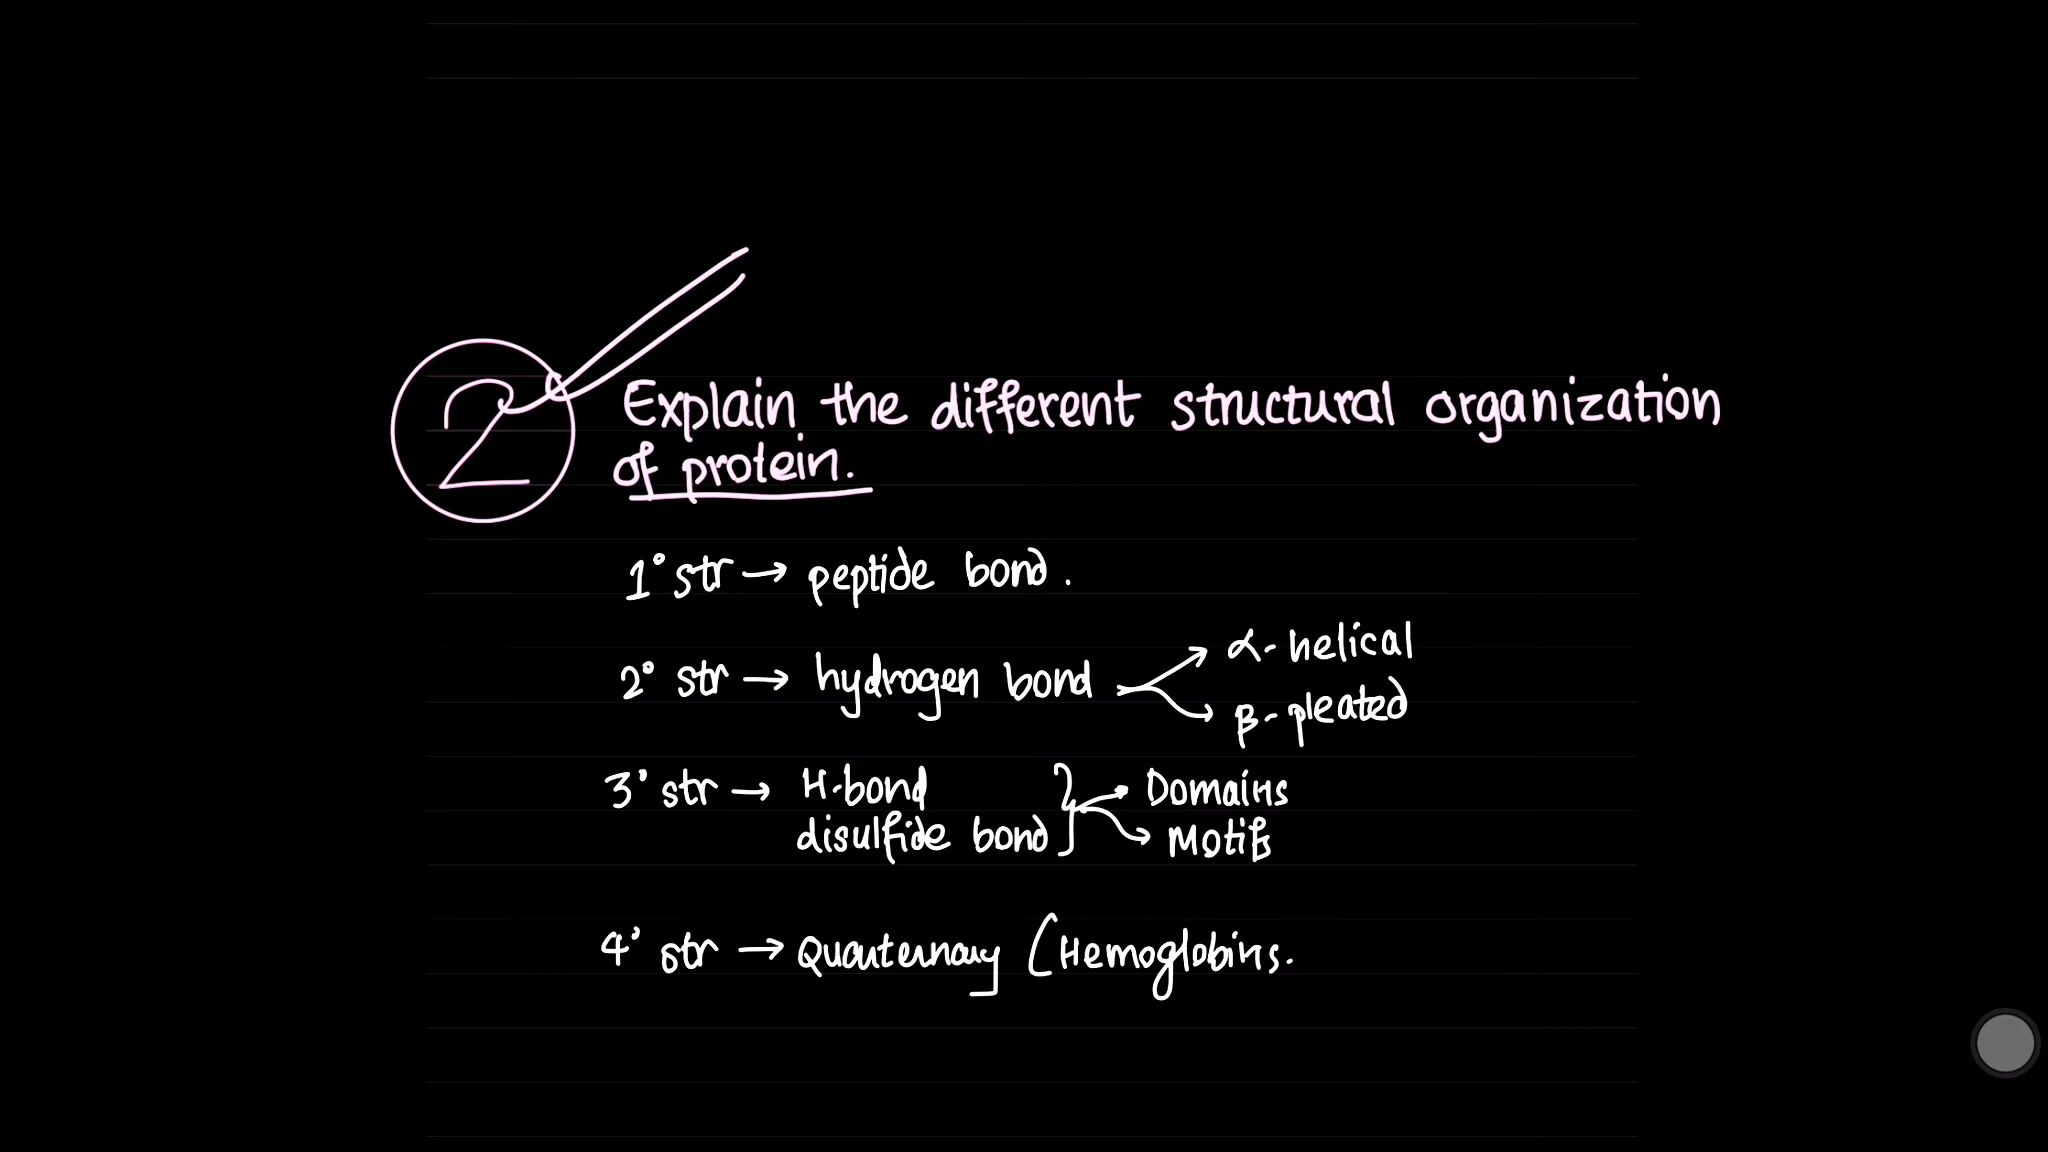 2
Explain the different structural organization
of protein.
1° str → peptide bond.
2° str → hydrogen bond → α-helical
→ β-pleated
3° str → H-bond → Domains
disulfide bond } → Motifs
4° str → Quaternary (Hemoglobins.